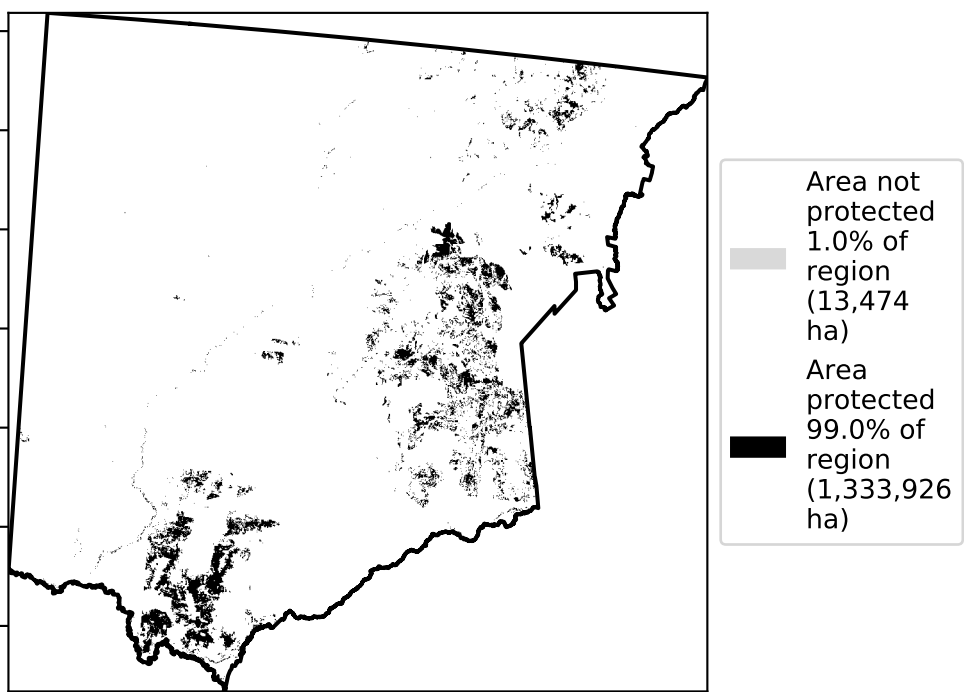 Area not
protected
1.0% of
region
(13,474
ha)
Area
protected
99.0% of
region
(1,333,926
ha)